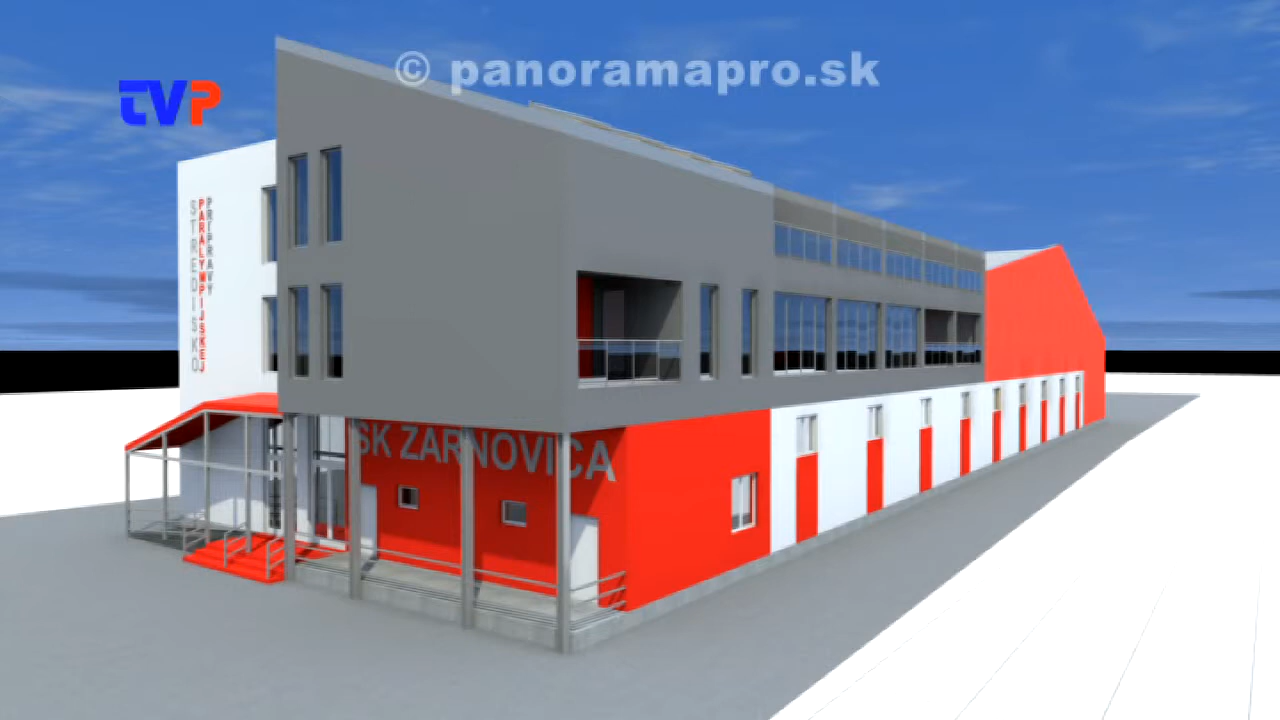 © panoramapro.sk
TVP
STREDISKO
PARALYMPIJSKEJ
PRÍPRAVY
SK ŽARNOVICA